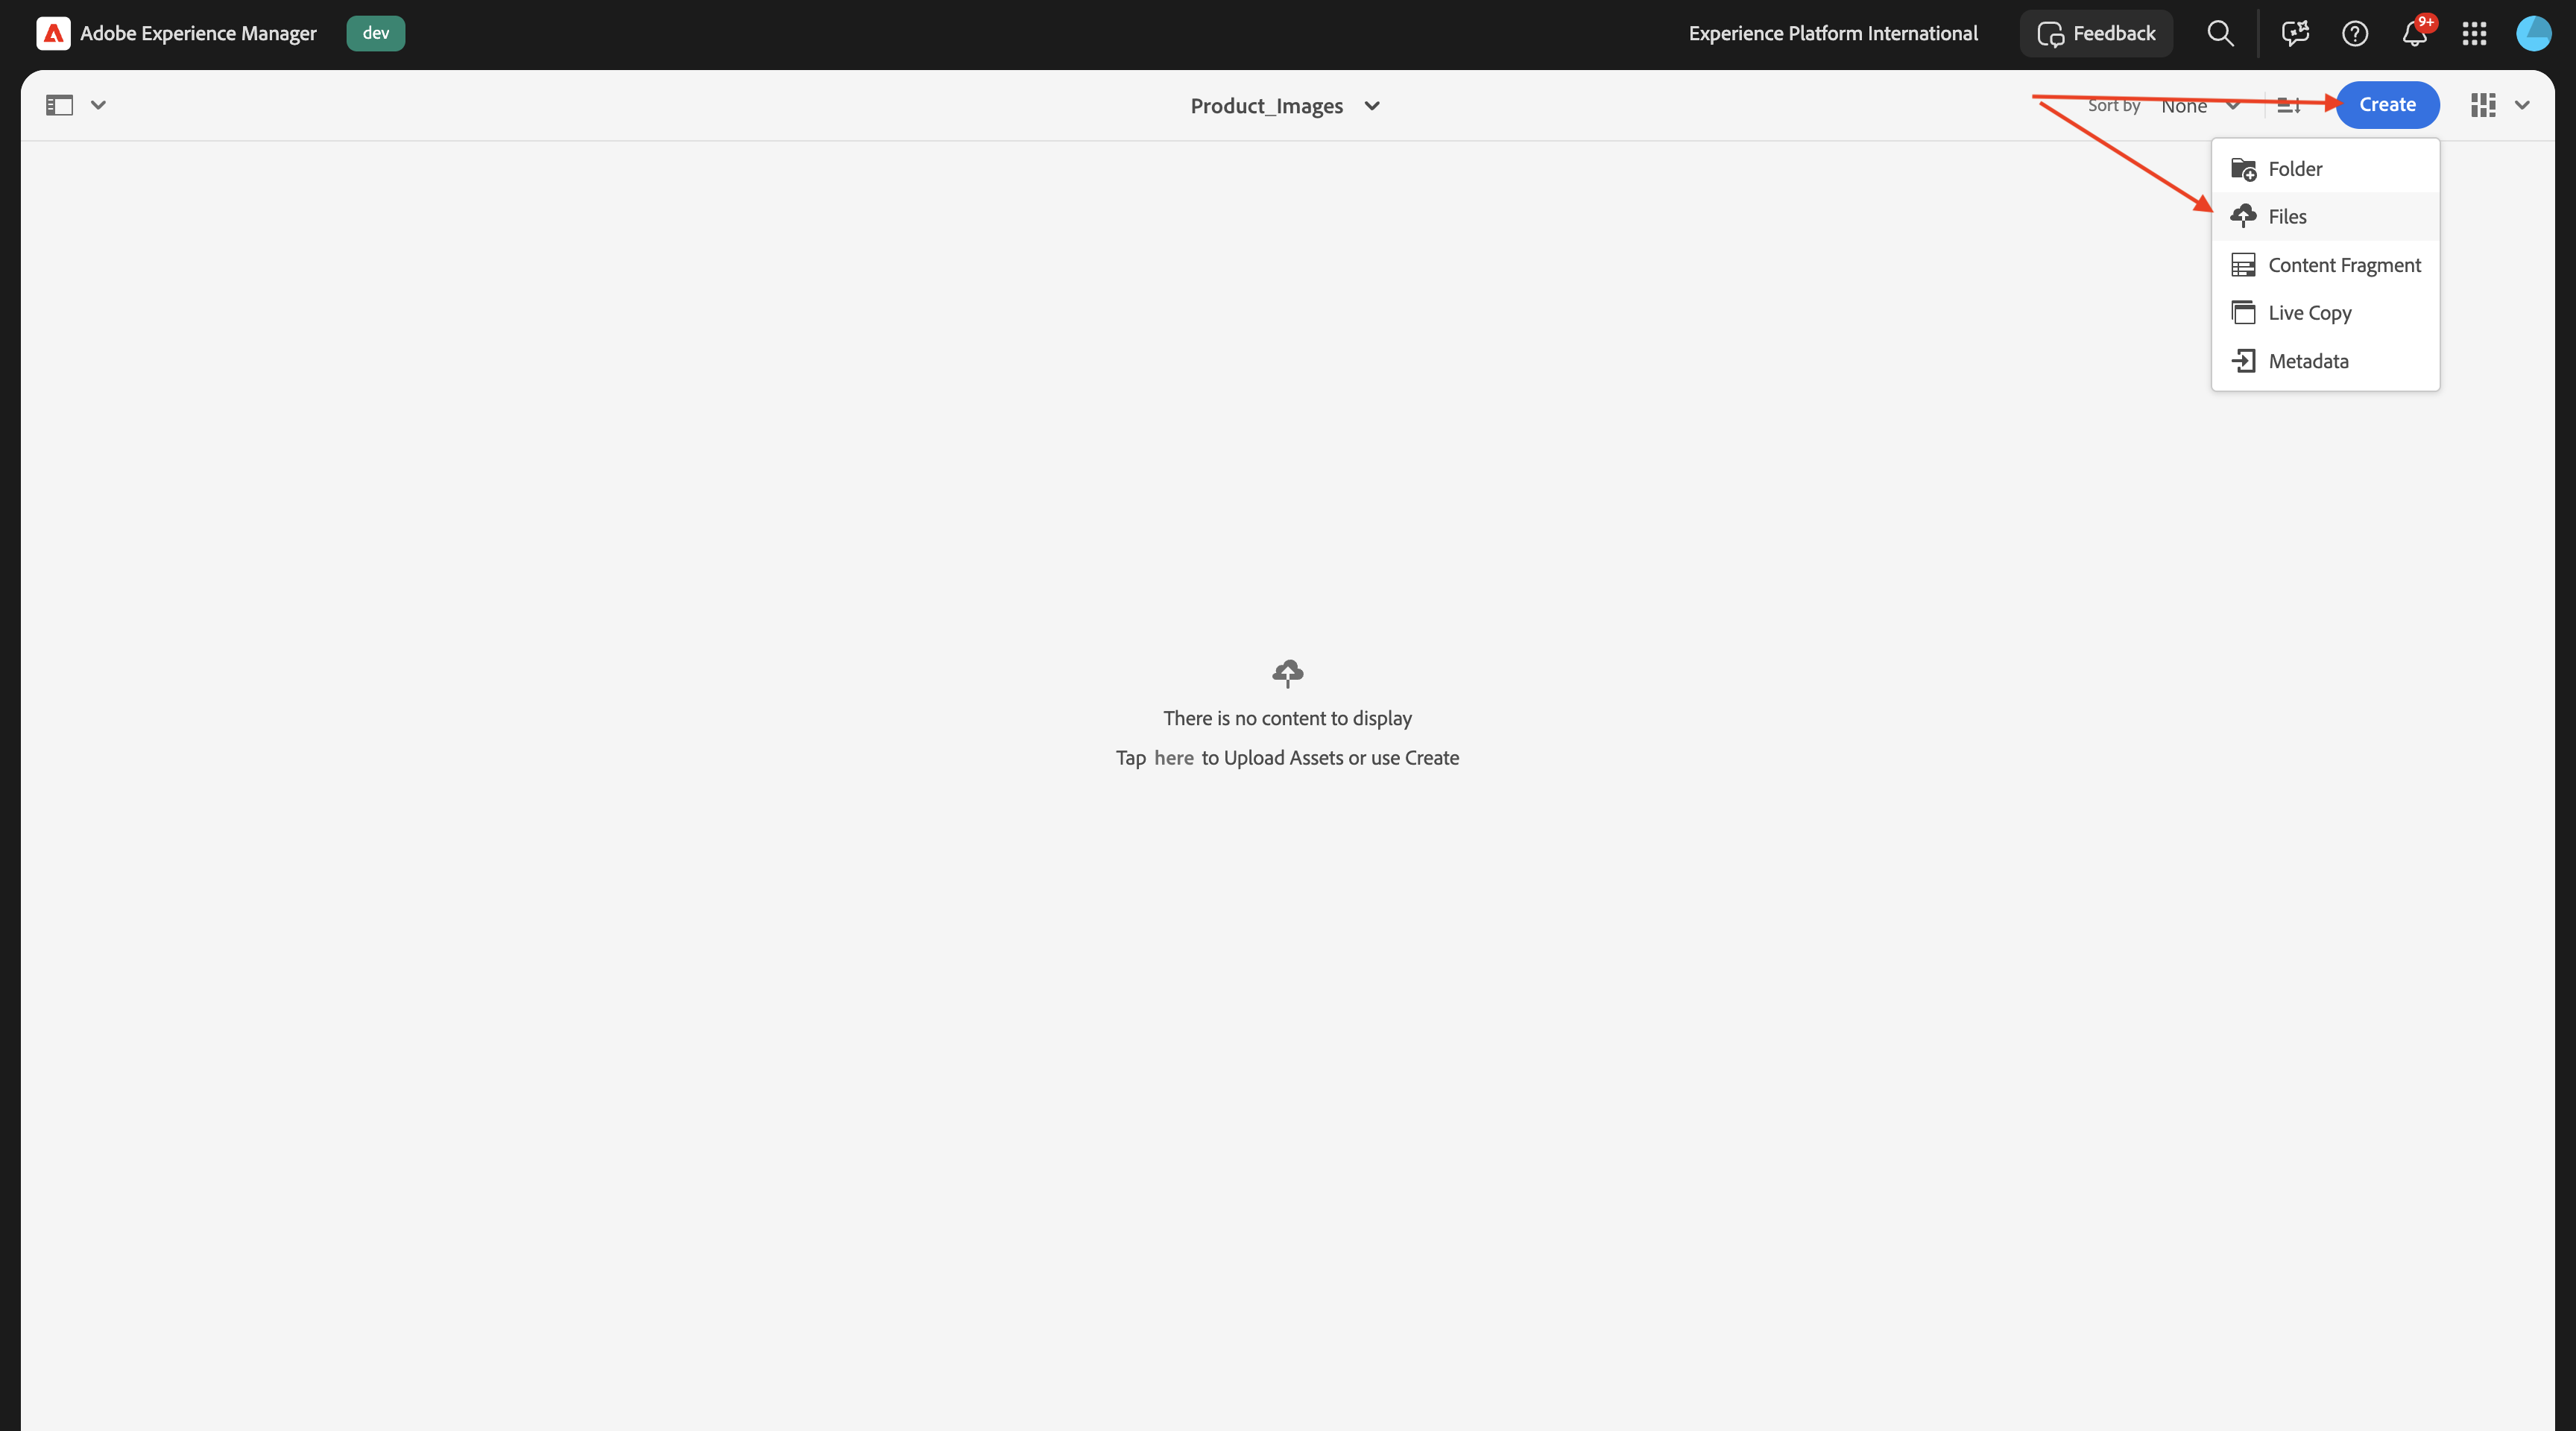 Adobe Experience Manager
dev
Experience Platform International
Feedback
9+
Product_Images
Sort by None
Create
Folder
Files
Content Fragment
Live Copy
Metadata
There is no content to display
Tap here to Upload Assets or use Create